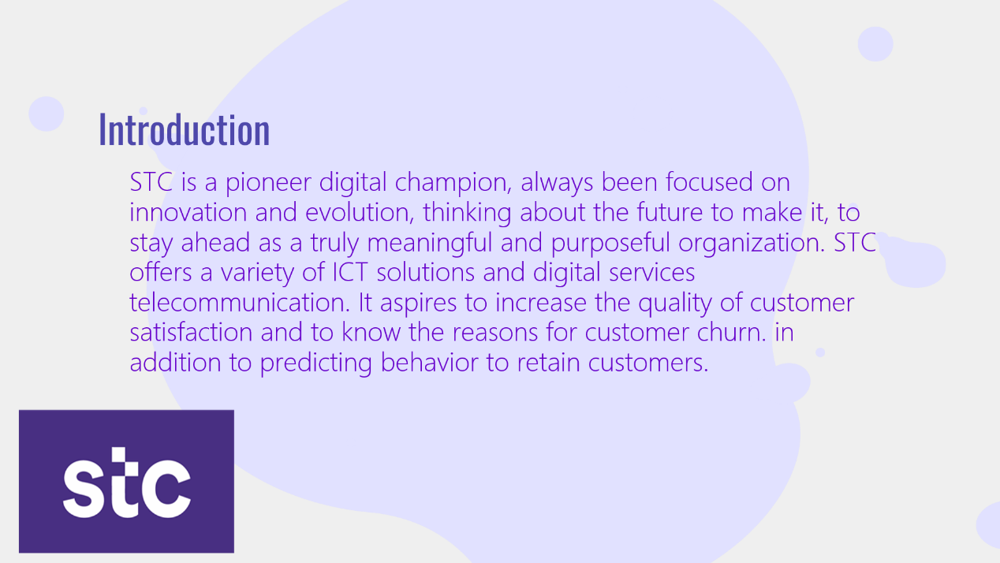 Introduction
STC is a pioneer digital champion, always been focused on
innovation and evolution, thinking about the future to make it, to
stay ahead as a truly meaningful and purposeful organization. STC
offers a variety of ICT solutions and digital services
telecommunication. It aspires to increase the quality of customer
satisfaction and to know the reasons for customer churn. in
addition to predicting behavior to retain customers.
stc